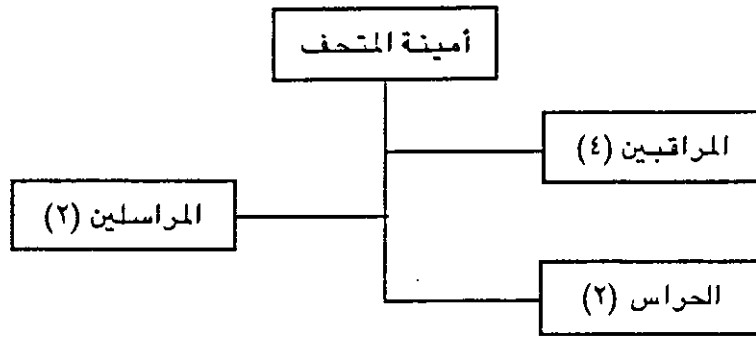 أمينة المتحف
المراقبين (٤)
المراسلين (٢)
الحراس (٢)